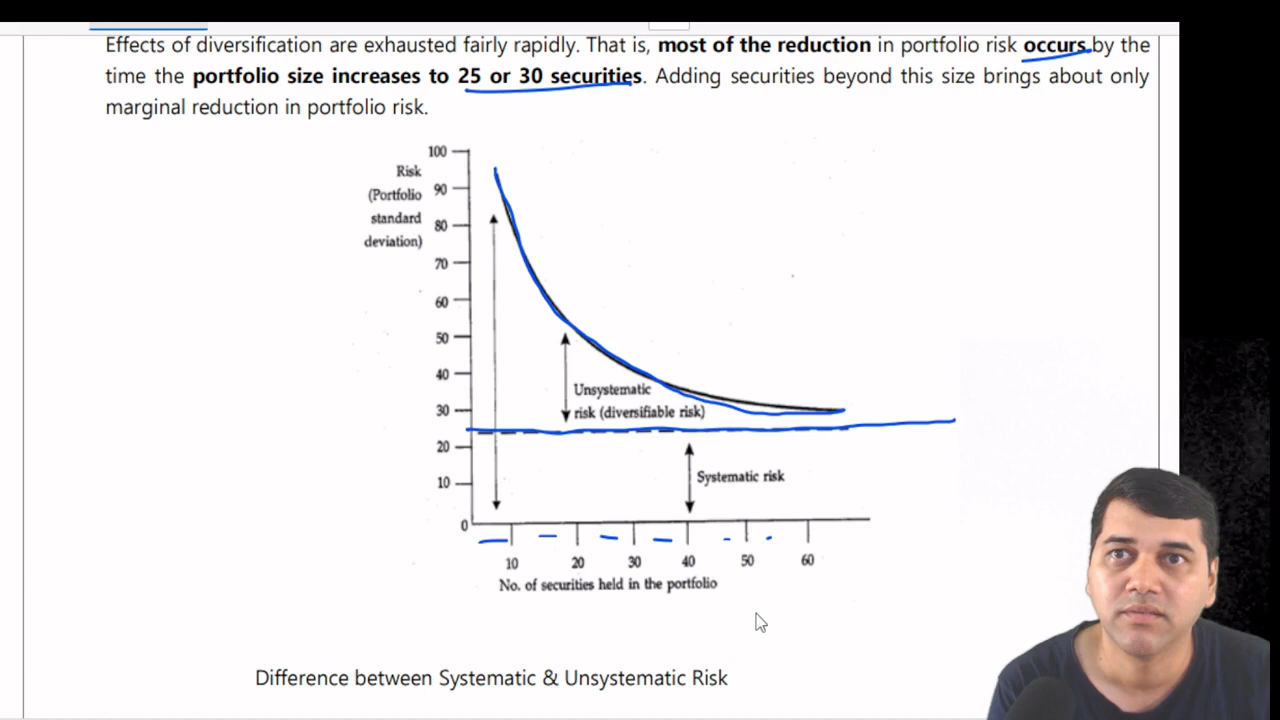 Effects of diversification are exhausted fairly rapidly. That is, most of the reduction in portfolio risk occurs by the
time the portfolio size increases to 25 or 30 securities. Adding securities beyond this size brings about only
marginal reduction in portfolio risk.
100
Risk
(Portfolio
standard
deviation)
90
80
70
60
50
40
30
20
10
0
Unsystematic
risk (diversifiable risk)
Systematic risk
10 20 30 40 50 60
No. of securities held in the portfolio
Difference between Systematic & Unsystematic Risk